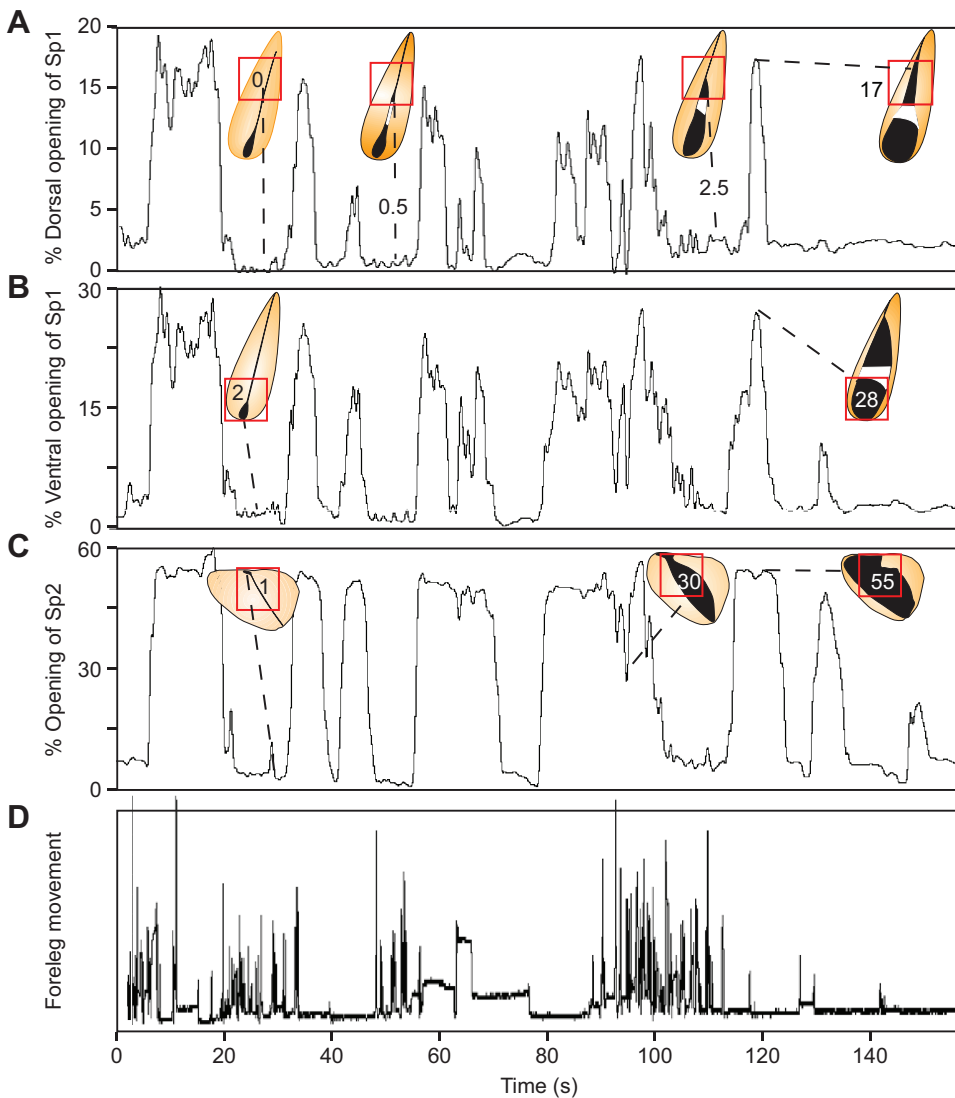 A
% Dorsal opening of Sp1
20
15
10
5
0
0
0.5
2.5
17
B
% Ventral opening of Sp1
30
15
0
2
28
C
% Opening of Sp2
60
30
0
1
30
55
D
Foreleg movement
0 20 40 60 80 100 120 140
Time (s)